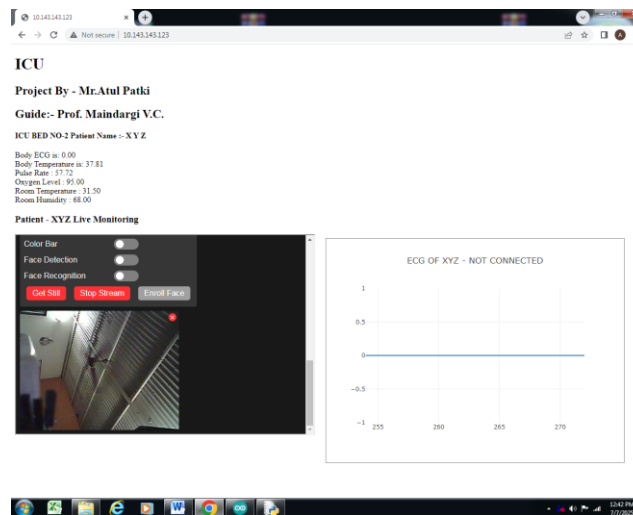 10.143.143.123
Not secure | 10.143.143.123
ICU
Project By - Mr.Atul Patki
Guide:- Prof. Maindargi V.C.
ICU BED NO-2 Patient Name :- X Y Z
Body ECG is: 0.00
Body Temperature is: 37.81
Pulse Rate : 57.72
Oxygen Level : 95.00
Room Temperature : 31.50
Room Humidity : 68.00
Patient - XYZ Live Monitoring
Color Bar
Face Detection
Face Recognition
Get Still Stop Stream Enroll Face
ECG OF XYZ - NOT CONNECTED
1
0.5
0
−0.5
−1
255 260 265 270
12:42 PM